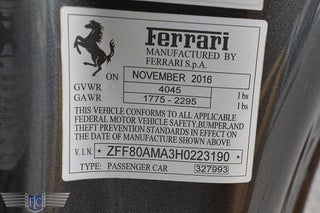 Ferrari
MANUFACTURED BY
FERRARI S.p.A.
ON NOVEMBER 2016
GVWR 4045 lbs
GAWR 1775 - 2295 lbs
THIS VEHICLE CONFORMS TO ALL APPLICABLE
FEDERAL MOTOR VEHICLE SAFETY, BUMPER, AND
THEFT PREVENTION STANDARDS IN EFFECT ON
THE DATE OF MANUFACTURE SHOWN ABOVE
V.I.N. * ZFF80AMA3H0223190 *
TYPE: PASSENGER CAR 327993